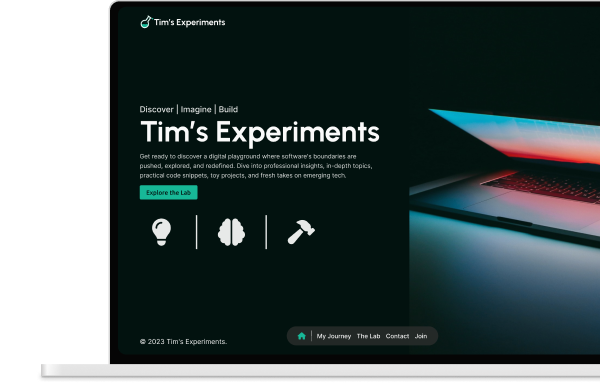 Tim's Experiments
Discover | Imagine | Build
Tim's Experiments
Get ready to discover a digital playground where software's boundaries are
pushed, explored, and redefined. Dive into professional insights, in-depth topics,
practical code snippets, toy projects, and fresh takes on emerging tech.
Explore the Lab
© 2023 Tim's Experiments.
My Journey The Lab Contact Join